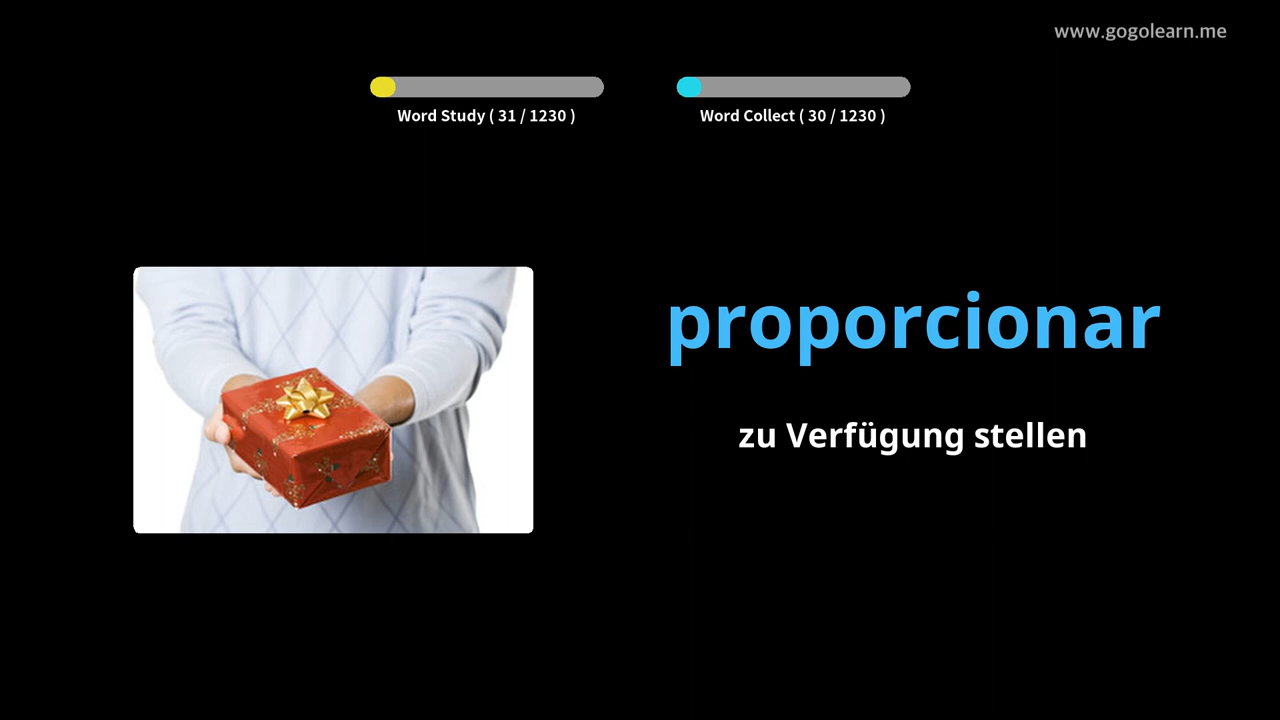 www.gogolearn.me
Word Study ( 31 / 1230 )
Word Collect ( 30 / 1230 )
proporcionar
zu Verfügung stellen